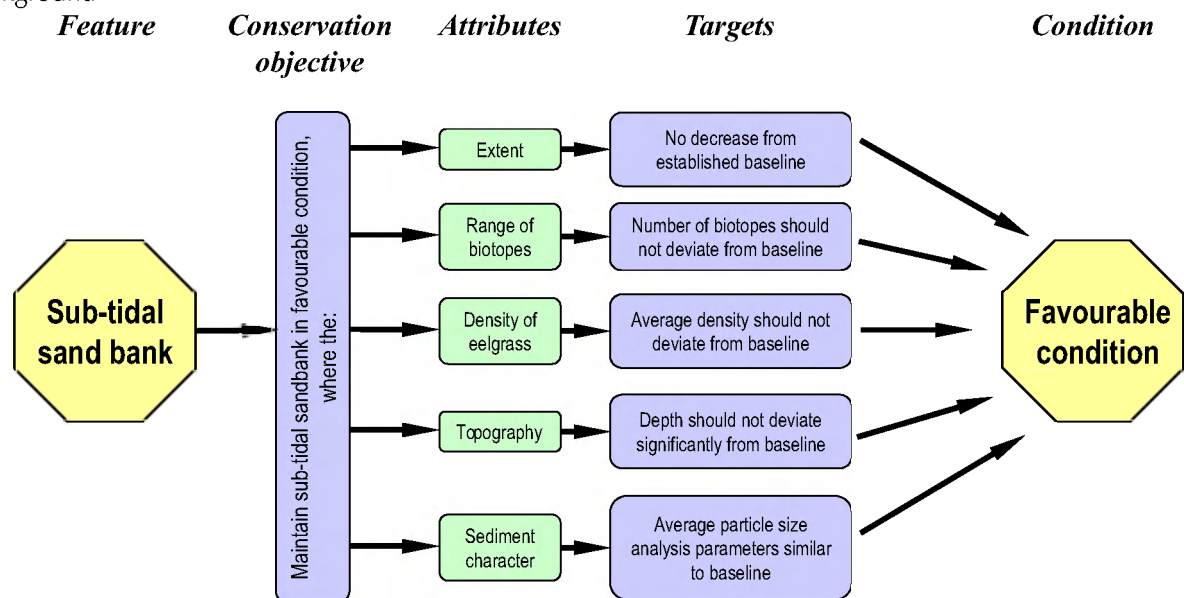 Feature
Conservation
objective
Attributes
Targets
Condition
Sub-tidal
sand bank
Maintain sub-tidal sandbank in favourable condition,
where the:
Extent
No decrease from
established baseline
Range of
biotopes
Number of biotopes should
not deviate from baseline
Density of
eelgrass
Average density should not
deviate from baseline
Topography
Depth should not deviate
significantly from baseline
Sediment
character
Average particle size
analysis parameters similar
to baseline
Favourable
condition